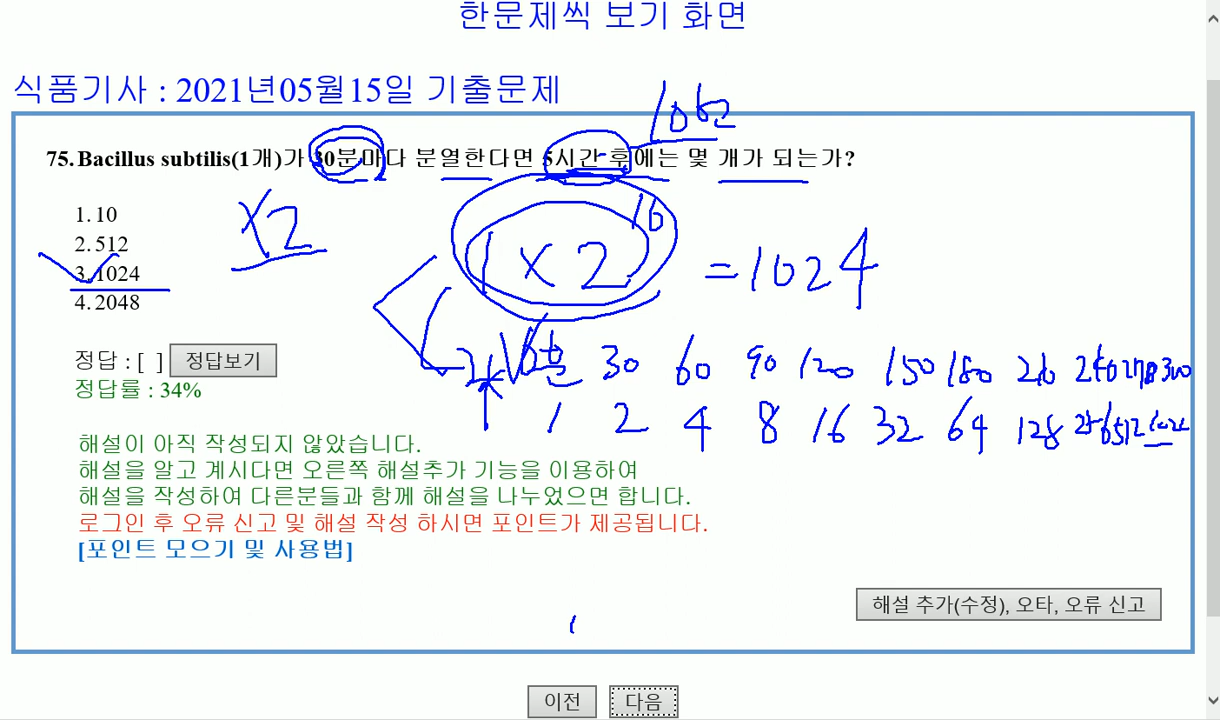 한문제씩 보기 화면
식품기사 : 2021년05월15일 기출문제
10번
75. Bacillus subtilis(1개)가 30분마다 분열한다면 5시간 후에는 몇 개가 되는가?
1. 10
2. 512
3. 1024
4. 2048
×2
1 × 2^10 = 1024
정답 : [ ] 정답보기
정답률 : 34%
30 60 90 120 150 180 210 240 270 300
1 2 4 8 16 32 64 128 256 512 1024
해설이 아직 작성되지 않았습니다.
해설을 알고 계시다면 오른쪽 해설추가 기능을 이용하여
해설을 작성하여 다른분들과 함께 해설을 나누었으면 합니다.
로그인 후 오류 신고 및 해설 작성 하시면 포인트가 제공됩니다.
[포인트 모으기 및 사용법]
해설 추가(수정), 오타, 오류 신고
이전 다음